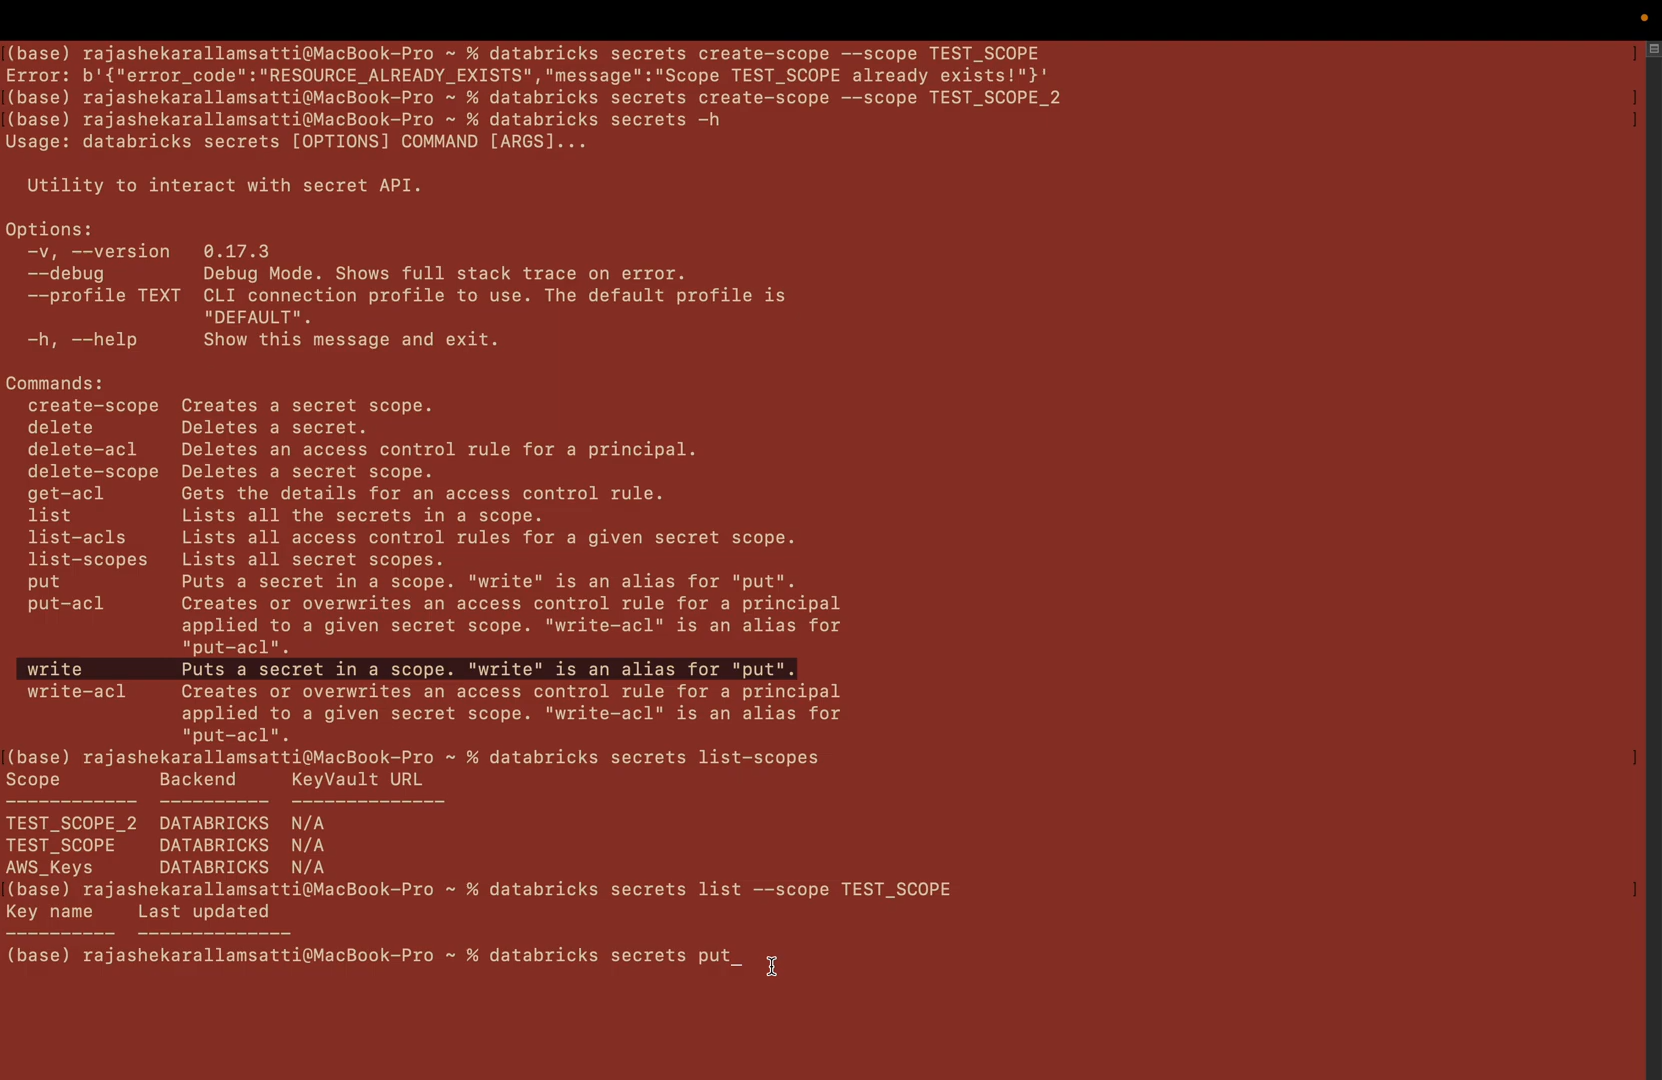 (base) rajashekarallamsatti@MacBook-Pro ~ % databricks secrets create-scope --scope TEST_SCOPE
Error: b'{"error_code":"RESOURCE_ALREADY_EXISTS","message":"Scope TEST_SCOPE already exists!"}'
(base) rajashekarallamsatti@MacBook-Pro ~ % databricks secrets create-scope --scope TEST_SCOPE_2
(base) rajashekarallamsatti@MacBook-Pro ~ % databricks secrets -h
Usage: databricks secrets [OPTIONS] COMMAND [ARGS]...
Utility to interact with secret API.
Options:
-v, --version   0.17.3
--debug         Debug Mode. Shows full stack trace on error.
--profile TEXT  CLI connection profile to use. The default profile is
"DEFAULT".
-h, --help      Show this message and exit.
Commands:
create-scope  Creates a secret scope.
delete        Deletes a secret.
delete-acl    Deletes an access control rule for a principal.
delete-scope  Deletes a secret scope.
get-acl       Gets the details for an access control rule.
list          Lists all the secrets in a scope.
list-acls     Lists all access control rules for a given secret scope.
list-scopes   Lists all secret scopes.
put           Puts a secret in a scope. "write" is an alias for "put".
put-acl       Creates or overwrites an access control rule for a principal
applied to a given secret scope. "write-acl" is an alias for
"put-acl".
write         Puts a secret in a scope. "write" is an alias for "put".
write-acl     Creates or overwrites an access control rule for a principal
applied to a given secret scope. "write-acl" is an alias for
"put-acl".
(base) rajashekarallamsatti@MacBook-Pro ~ % databricks secrets list-scopes
Scope         Backend     KeyVault URL
------------  ----------  --------------
TEST_SCOPE_2  DATABRICKS  N/A
TEST_SCOPE    DATABRICKS  N/A
AWS_Keys      DATABRICKS  N/A
(base) rajashekarallamsatti@MacBook-Pro ~ % databricks secrets list --scope TEST_SCOPE
Key name    Last updated
----------  --------------
(base) rajashekarallamsatti@MacBook-Pro ~ % databricks secrets put_